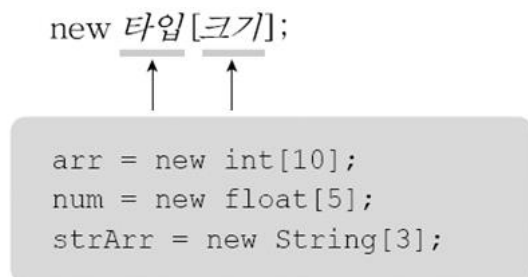 new 타입[크기];
arr = new int[10];
num = new float[5];
strArr = new String[3];